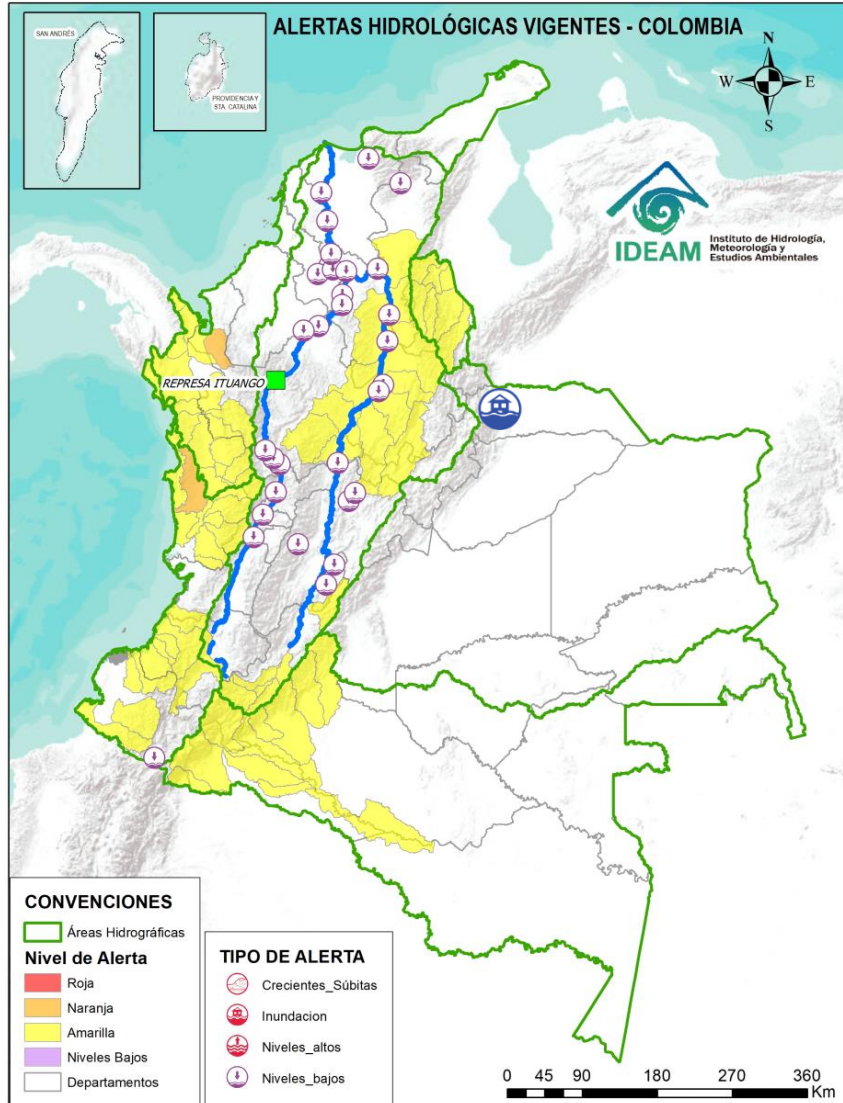 ALERTAS HIDROLÓGICAS VIGENTES - COLOMBIA
SAN ANDRÉS
PROVIDENCIA Y
STA. CATALINA
N
W E
S
IDEAM
Instituto de Hidrología,
Meteorología y
Estudios Ambientales
REPRESA ITUANGO
CONVENCIONES
Áreas Hidrográficas
Nivel de Alerta
Roja
Naranja
Amarilla
Niveles Bajos
Departamentos
TIPO DE ALERTA
Crecientes_Súbitas
Inundacion
Niveles_altos
Niveles_bajos
0 45 90 180 270 360
Km